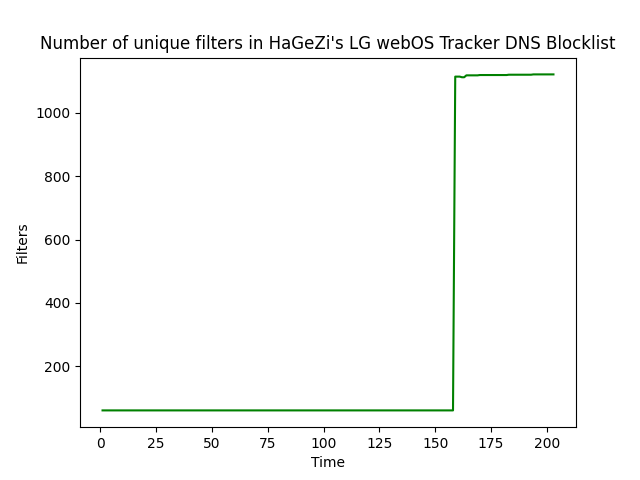 Number of unique filters in HaGeZi's LG webOS Tracker DNS Blocklist
1000
800
600
400
200
Filters
0 25 50 75 100 125 150 175 200
Time